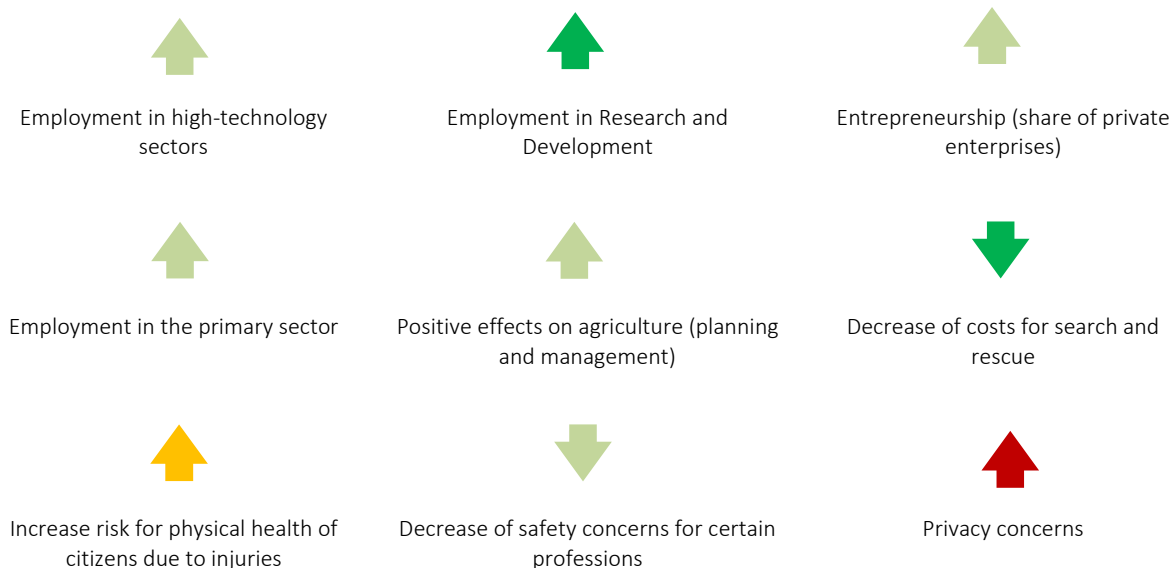 Employment in high-technology
sectors
Employment in Research and
Development
Entrepreneurship (share of private
enterprises)
Employment in the primary sector
Positive effects on agriculture (planning
and management)
Decrease of costs for search and
rescue
Increase risk for physical health of
citizens due to injuries
Decrease of safety concerns for certain
professions
Privacy concerns